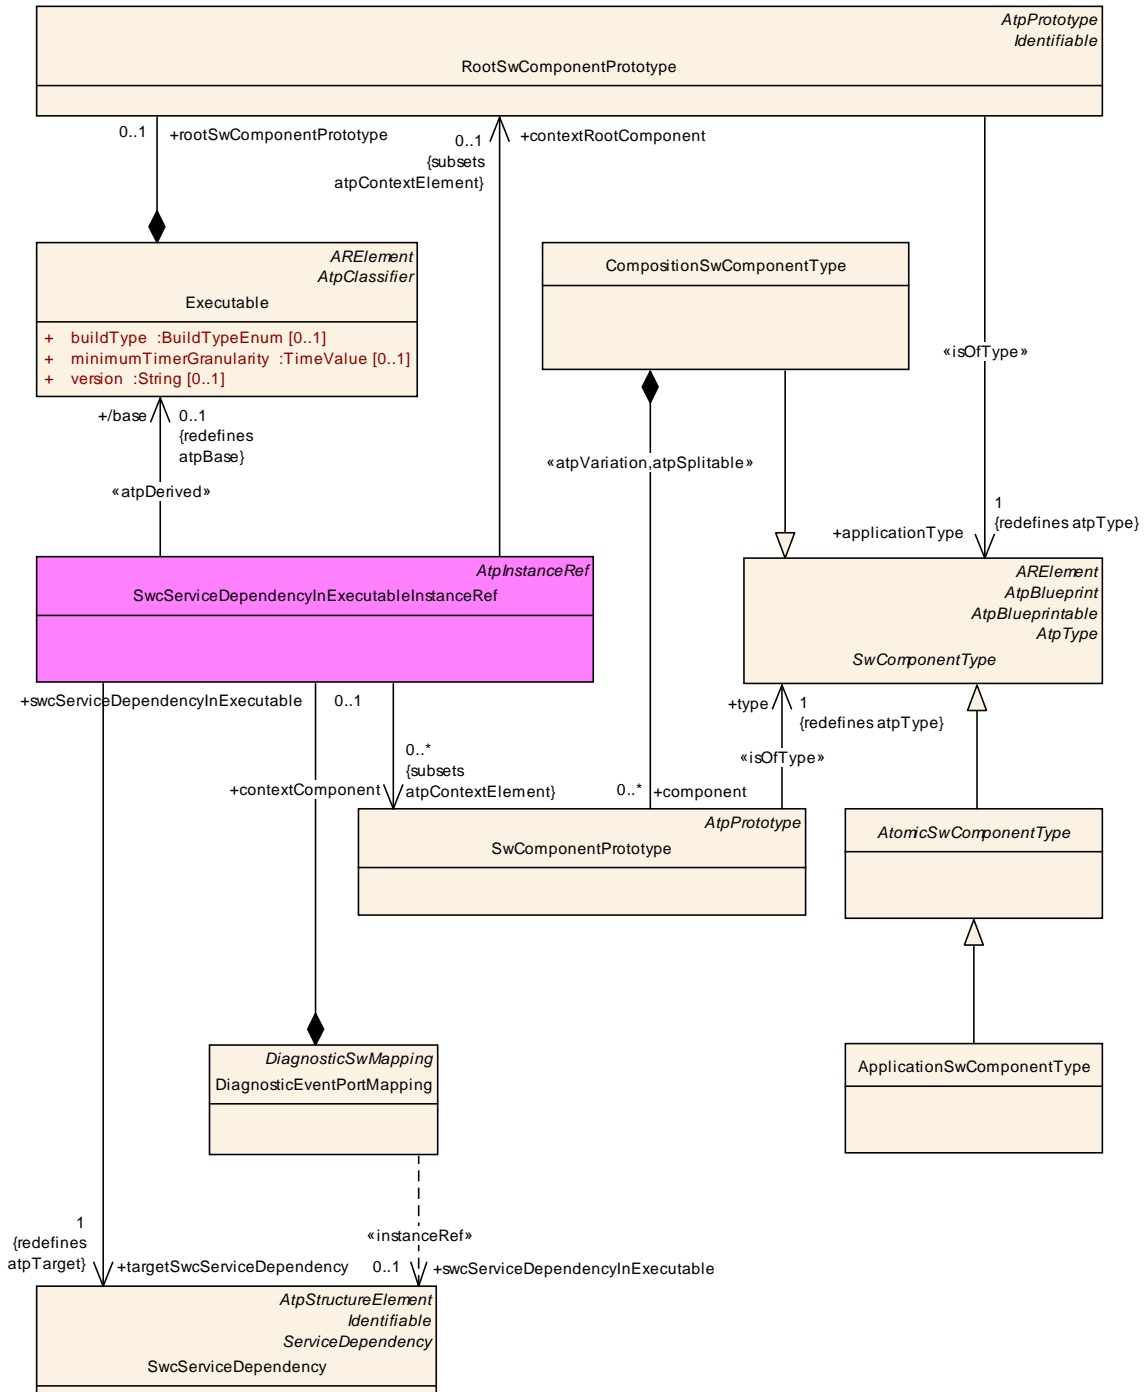 AtpPrototype
Identifiable
RootSwComponentPrototype
0..1
+rootSwComponentPrototype
0..1
{subsets
atpContextElement}
+contextRootComponent
ARElement
AtpClassifier
Executable
+ buildType :BuildTypeEnum [0..1]
+ minimumTimerGranularity :TimeValue [0..1]
+ version :String [0..1]
CompositionSwComponentType
«isOfType»
+/base
0..1
{redefines
atpBase}
«atpDerived»
«atpVariation,atpSplitable»
+applicationType
1
{redefines atpType}
AtpInstanceRef
SwcServiceDependencyInExecutableInstanceRef
ARElement
AtpBlueprint
AtpBlueprintable
AtpType
SwComponentType
+swcServiceDependencyInExecutable
0..1
+type
1
{redefines atpType}
«isOfType»
0..*
{subsets
atpContextElement}
+contextComponent
0..*
+component
AtpPrototype
SwComponentPrototype
AtomicSwComponentType
DiagnosticSwMapping
DiagnosticEventPortMapping
ApplicationSwComponentType
1
{redefines
atpTarget}
+targetSwcServiceDependency
«instanceRef»
0..1
+swcServiceDependencyInExecutable
AtpStructureElement
Identifiable
ServiceDependency
SwcServiceDependency